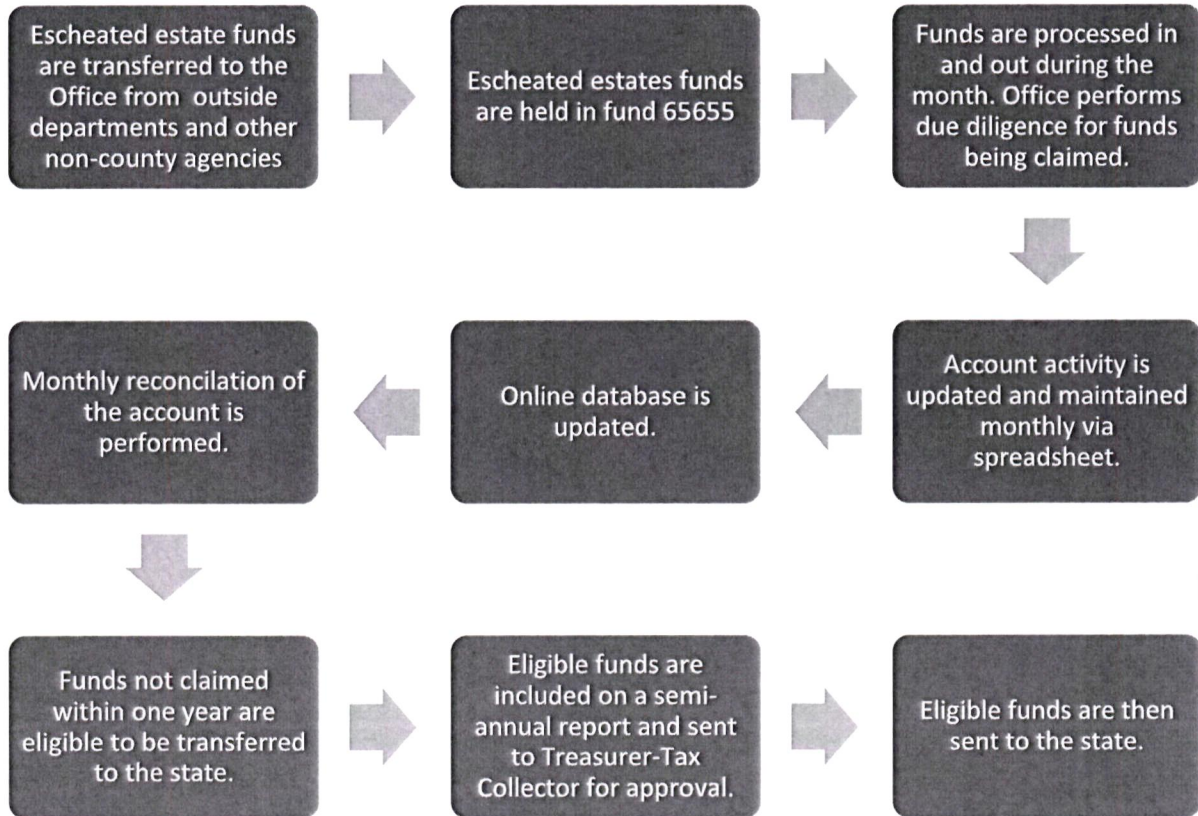 Escheated estate funds
are transferred to the
Office from outside
departments and other
non-county agencies
Escheated estates funds
are held in fund 65655
Funds are processed in
and out during the
month. Office performs
due diligence for funds
being claimed.
Account activity is
updated and maintained
monthly via
spreadsheet.
Online database is
updated.
Monthly reconcilation of
the account is
performed.
Funds not claimed
within one year are
eligible to be transferred
to the state.
Eligible funds are
included on a semi-
annual report and sent
to Treasurer-Tax
Collector for approval.
Eligible funds are then
sent to the state.